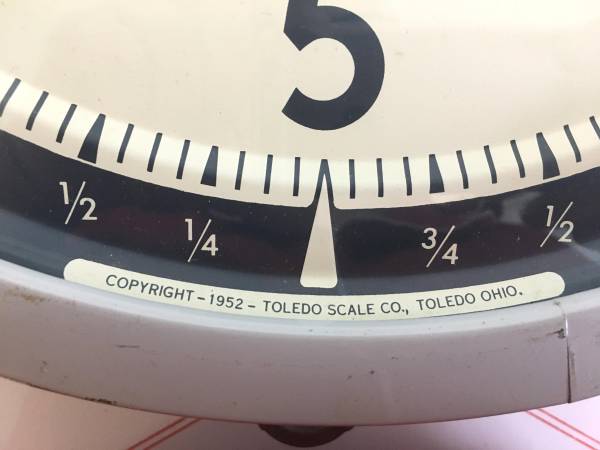 5
1/2 1/4 3/4 1/2
COPYRIGHT-1952-TOLEDO SCALE CO., TOLEDO OHIO.